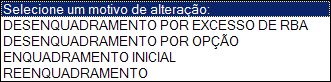 Selecione um motivo de alteração:
DESENQUADRAMENTO POR EXCESSO DE RBA
DESENQUADRAMENTO POR OPÇÃO
ENQUADRAMENTO INICIAL
REENQUADRAMENTO